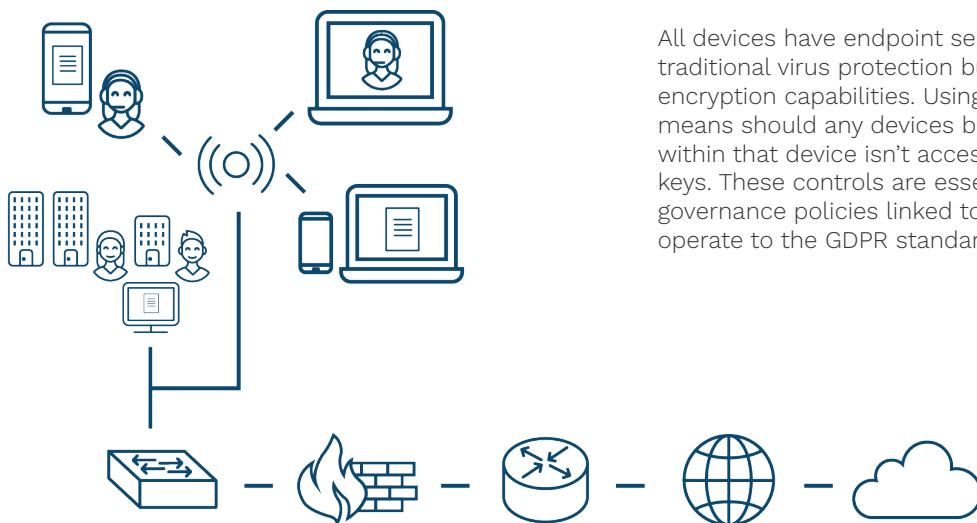 All devices have endpoint se
traditional virus protection b
encryption capabilities. Using
means should any devices b
within that device isn’t acces
keys. These controls are esse
governance policies linked to
operate to the GDPR standar